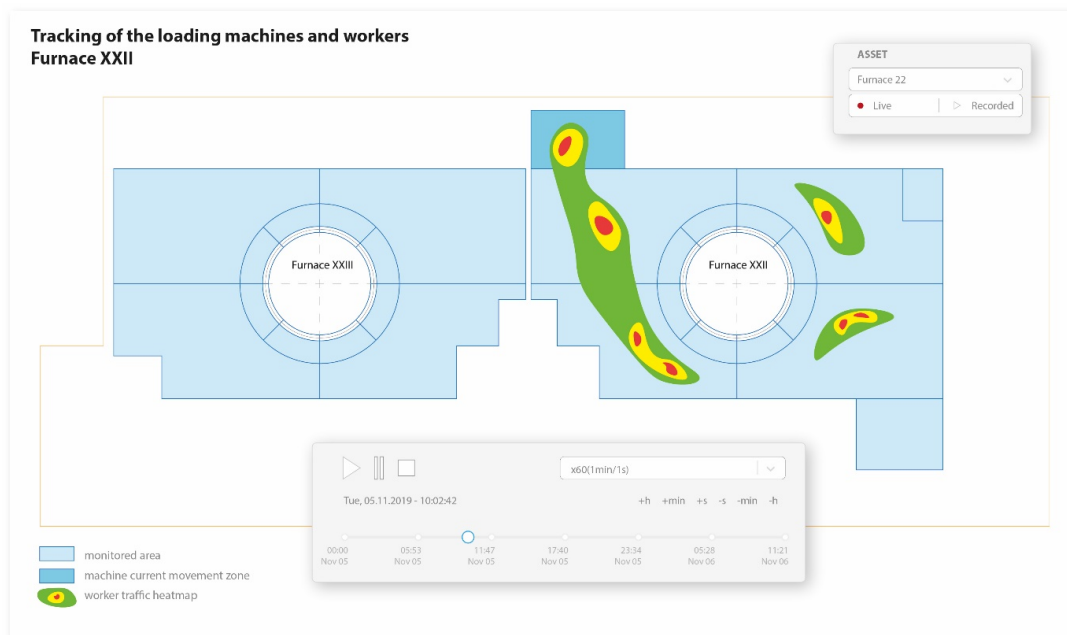 Tracking of the loading machines and workers
Furnace XXII
ASSET
Furnace 22
Live
Recorded
Furnace XXIII
Furnace XXII
x60(1min/1s)
Tue, 05.11.2019 - 10:02:42
+h +min +s -s -min -h
00:00 05:53 11:47 17:40 23:34 05:28 11:21
Nov 05 Nov 05 Nov 05 Nov 05 Nov 05 Nov 06 Nov 06
monitored area
machine current movement zone
worker traffic heatmap